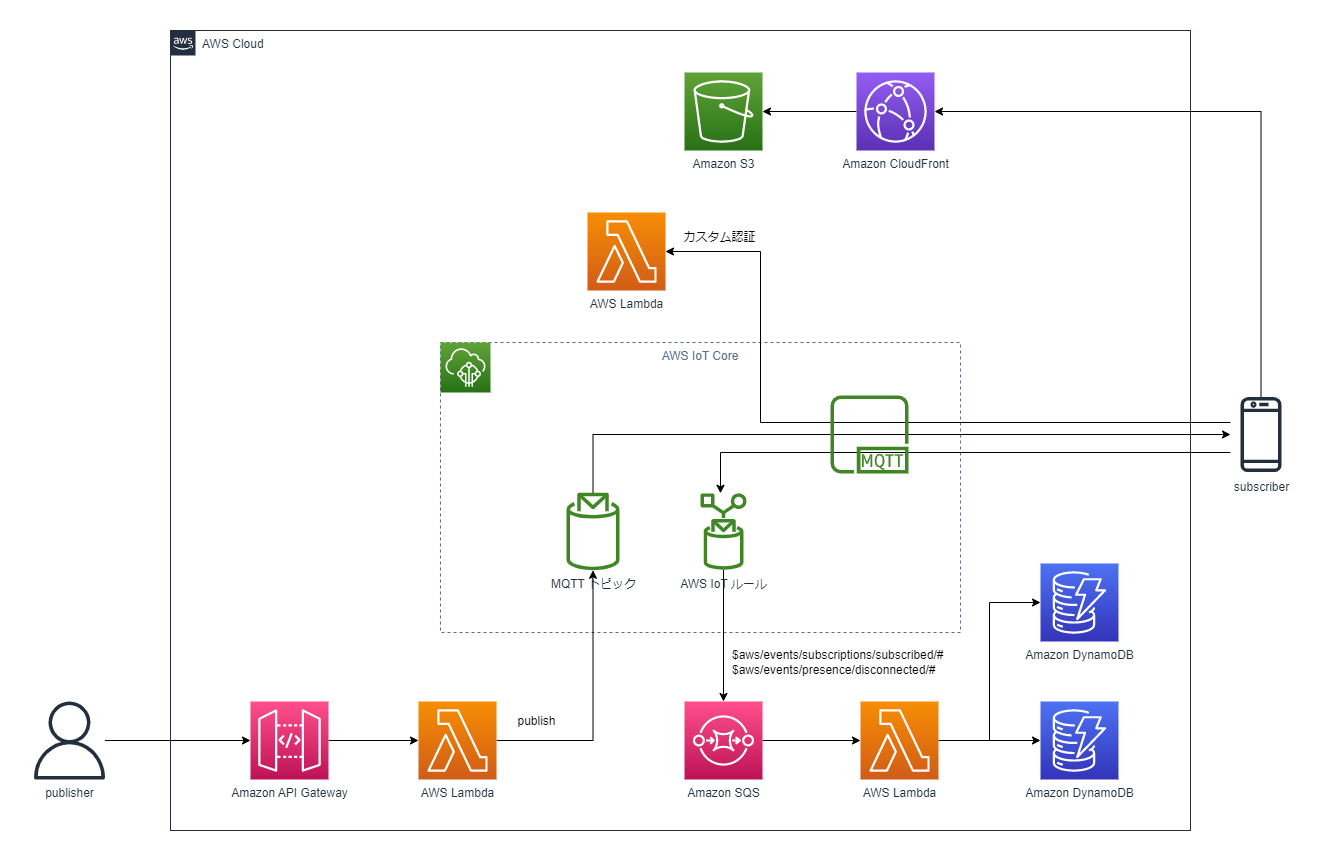 aws
AWS Cloud
Amazon S3
Amazon CloudFront
カスタム認証
AWS Lambda
AWS IoT Core
MQTT
subscriber
MQTT トピック
AWS IoT ルール
$aws/events/subscriptions/subscribed/#
$aws/events/presence/disconnected/#
Amazon DynamoDB
publish
publisher
Amazon API Gateway
AWS Lambda
Amazon SQS
AWS Lambda
Amazon DynamoDB